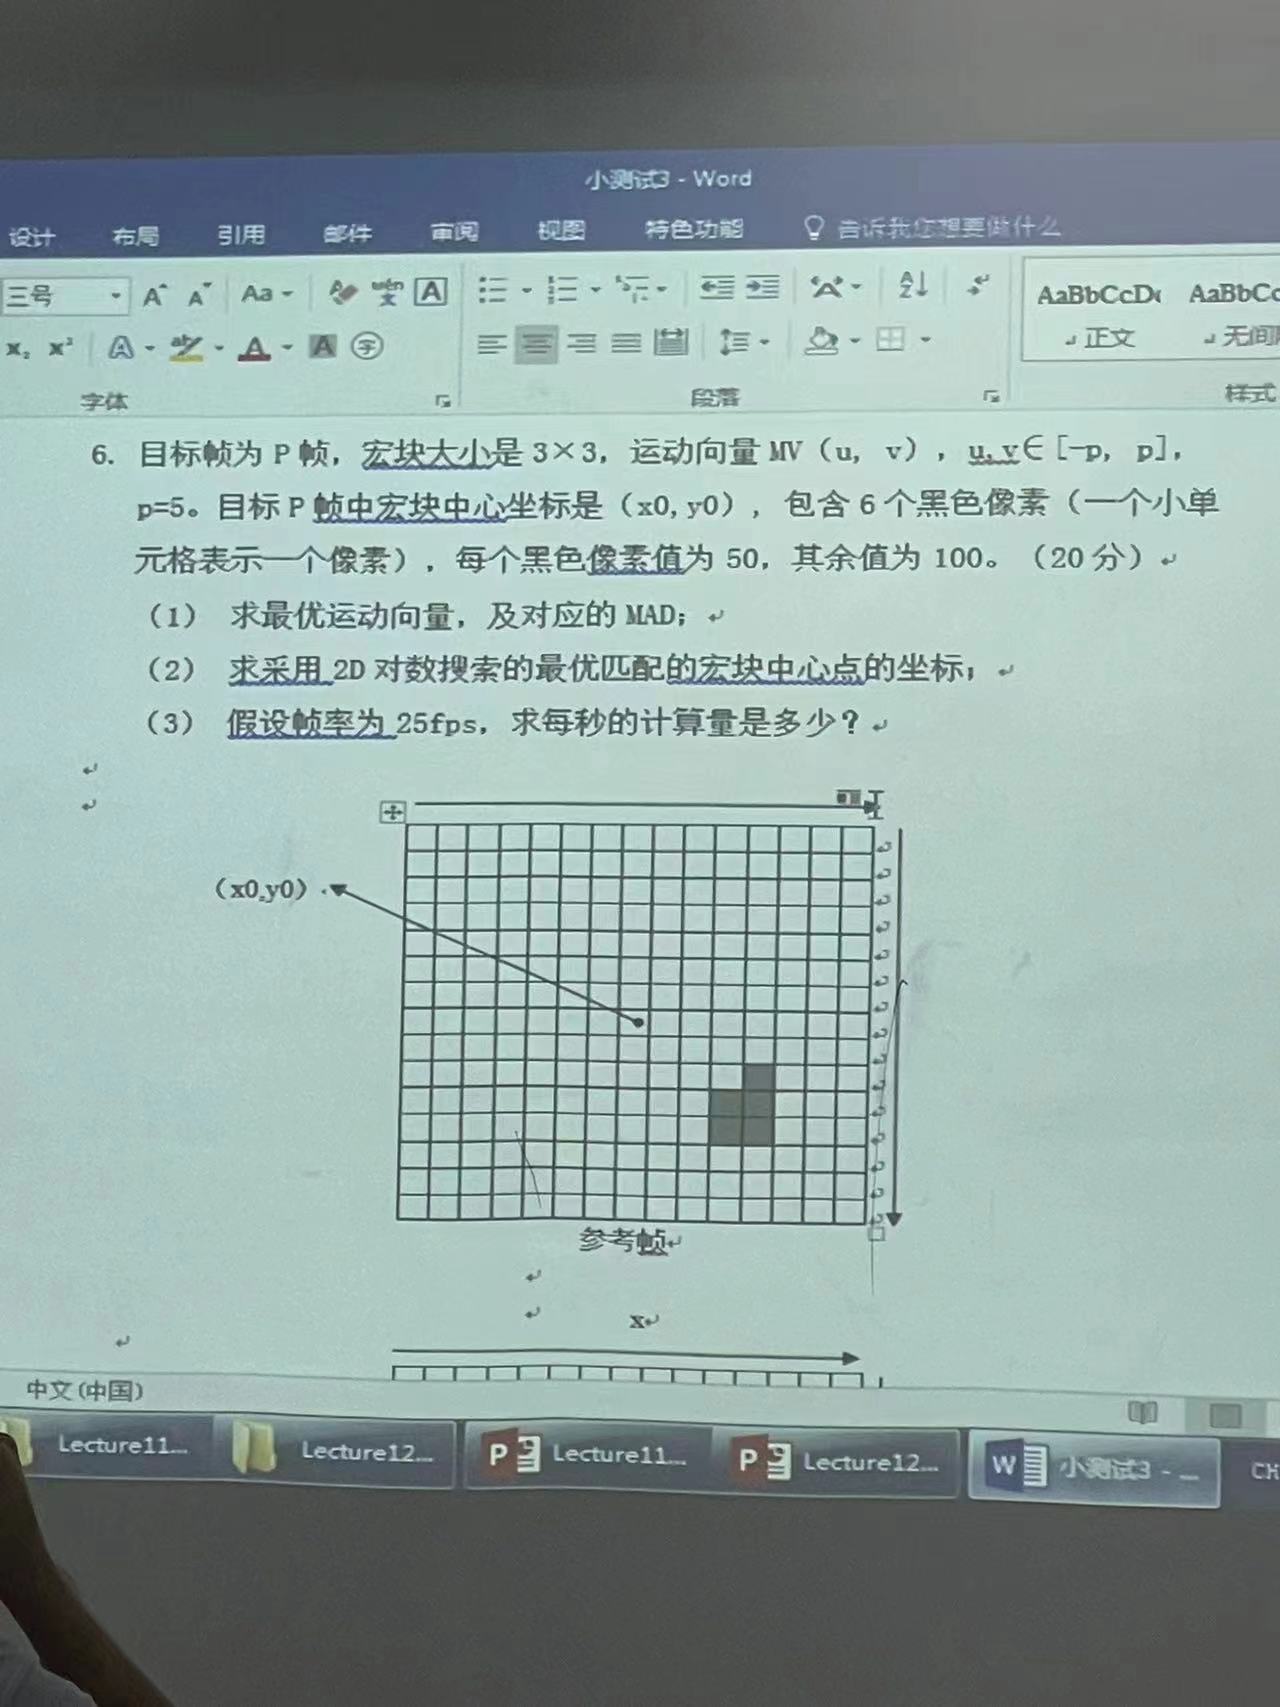 小测试3 - Word
设计 布局 引用 邮件 审阅 视图 特色功能 告诉我您想要做什么
三号 A A Aa wén 文 A AaBbCcD AaBbCc
x₂ x² A aby A A 字 正文 无间
字体 段落 样式
6. 目标帧为 P 帧，宏块大小是 3×3，运动向量 MV（u, v），u,v∈[-p, p]，
p=5。目标 P 帧中宏块中心坐标是（x0,y0），包含 6 个黑色像素（一个小单
元格表示一个像素），每个黑色像素值为 50，其余值为 100。（20 分）
（1） 求最优运动向量，及对应的 MAD；
（2） 求采用 2D 对数搜索的最优匹配的宏块中心点的坐标；
（3） 假设帧率为 25fps，求每秒的计算量是多少？
（x0,y0）
参考帧
x
中文(中国)
Lecture11... Lecture12... Lecture11... Lecture12... 小测试3 - ... CH